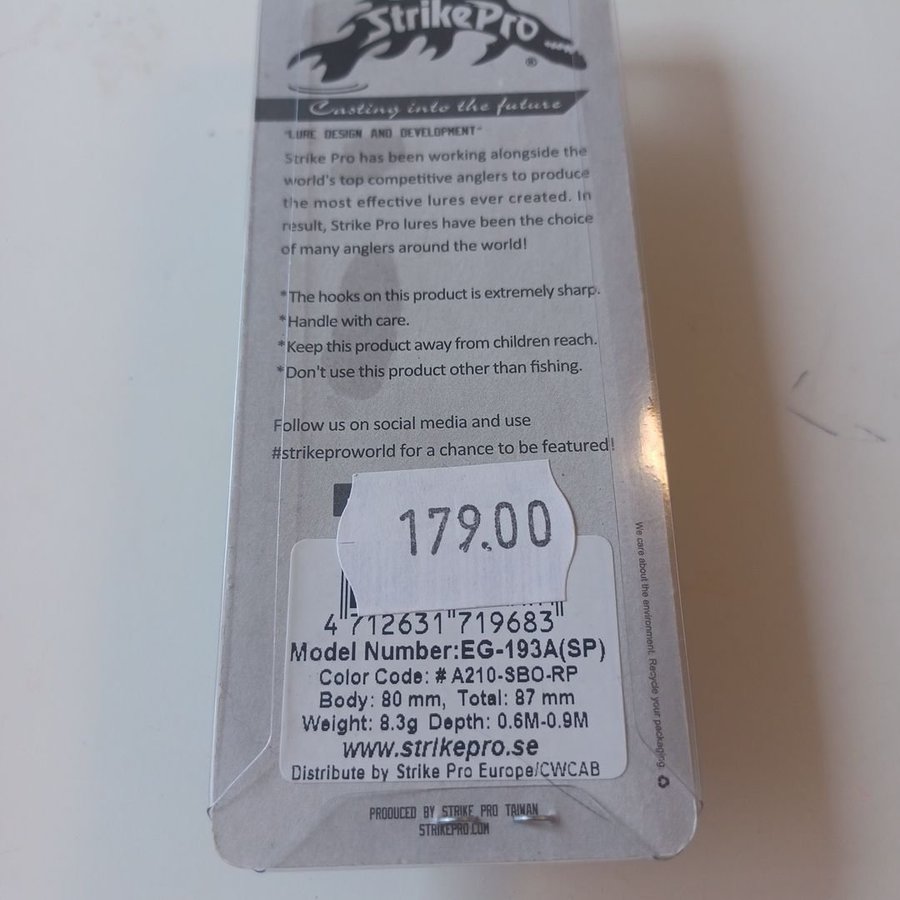 StrikePro
®
Casting into the future
"LURE DESIGN AND DEVELOPMENT"
Strike Pro has been working alongside the
world's top competitive anglers to produce
the most effective lures ever created. In
result, Strike Pro lures have been the choice
of many anglers around the world!
*The hooks on this product is extremely sharp.
*Handle with care.
*Keep this product away from children reach.
*Don't use this product other than fishing.
Follow us on social media and use
#strikeproworld for a chance to be featured!
179.00
4 712631 719683
Model Number:EG-193A(SP)
Color Code: # A210-SBO-RP
Body: 80 mm, Total: 87 mm
Weight: 8.3g Depth: 0.6M-0.9M
www.strikepro.se
Distribute by Strike Pro Europe/CWCAB
We care about the environment. Recycle your packaging
PRODUCED BY STRIKE PRO TAIWAN
STRIKEPRO.COM